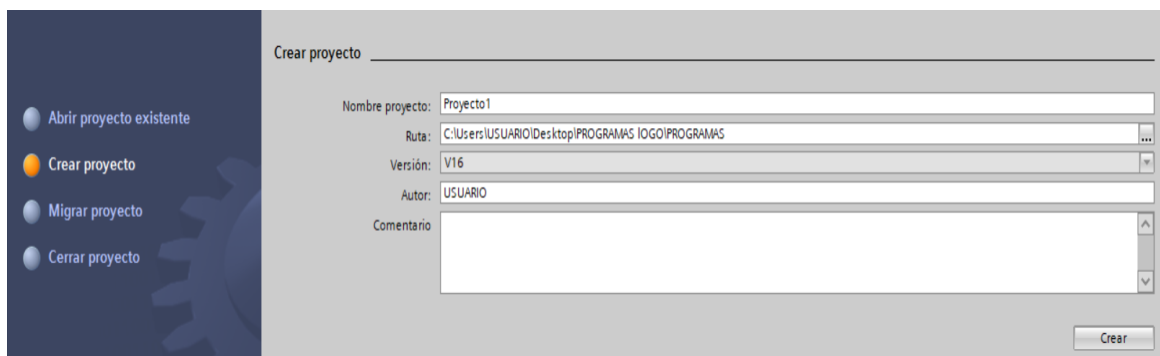 Abrir proyecto existente
Crear proyecto
Migrar proyecto
Cerrar proyecto
Crear proyecto
Nombre proyecto: Proyecto1
Ruta: C:\Users\USUARIO\Desktop\PROGRAMAS lOGO\PROGRAMAS ...
Versión: V16
Autor: USUARIO
Comentario
Crear